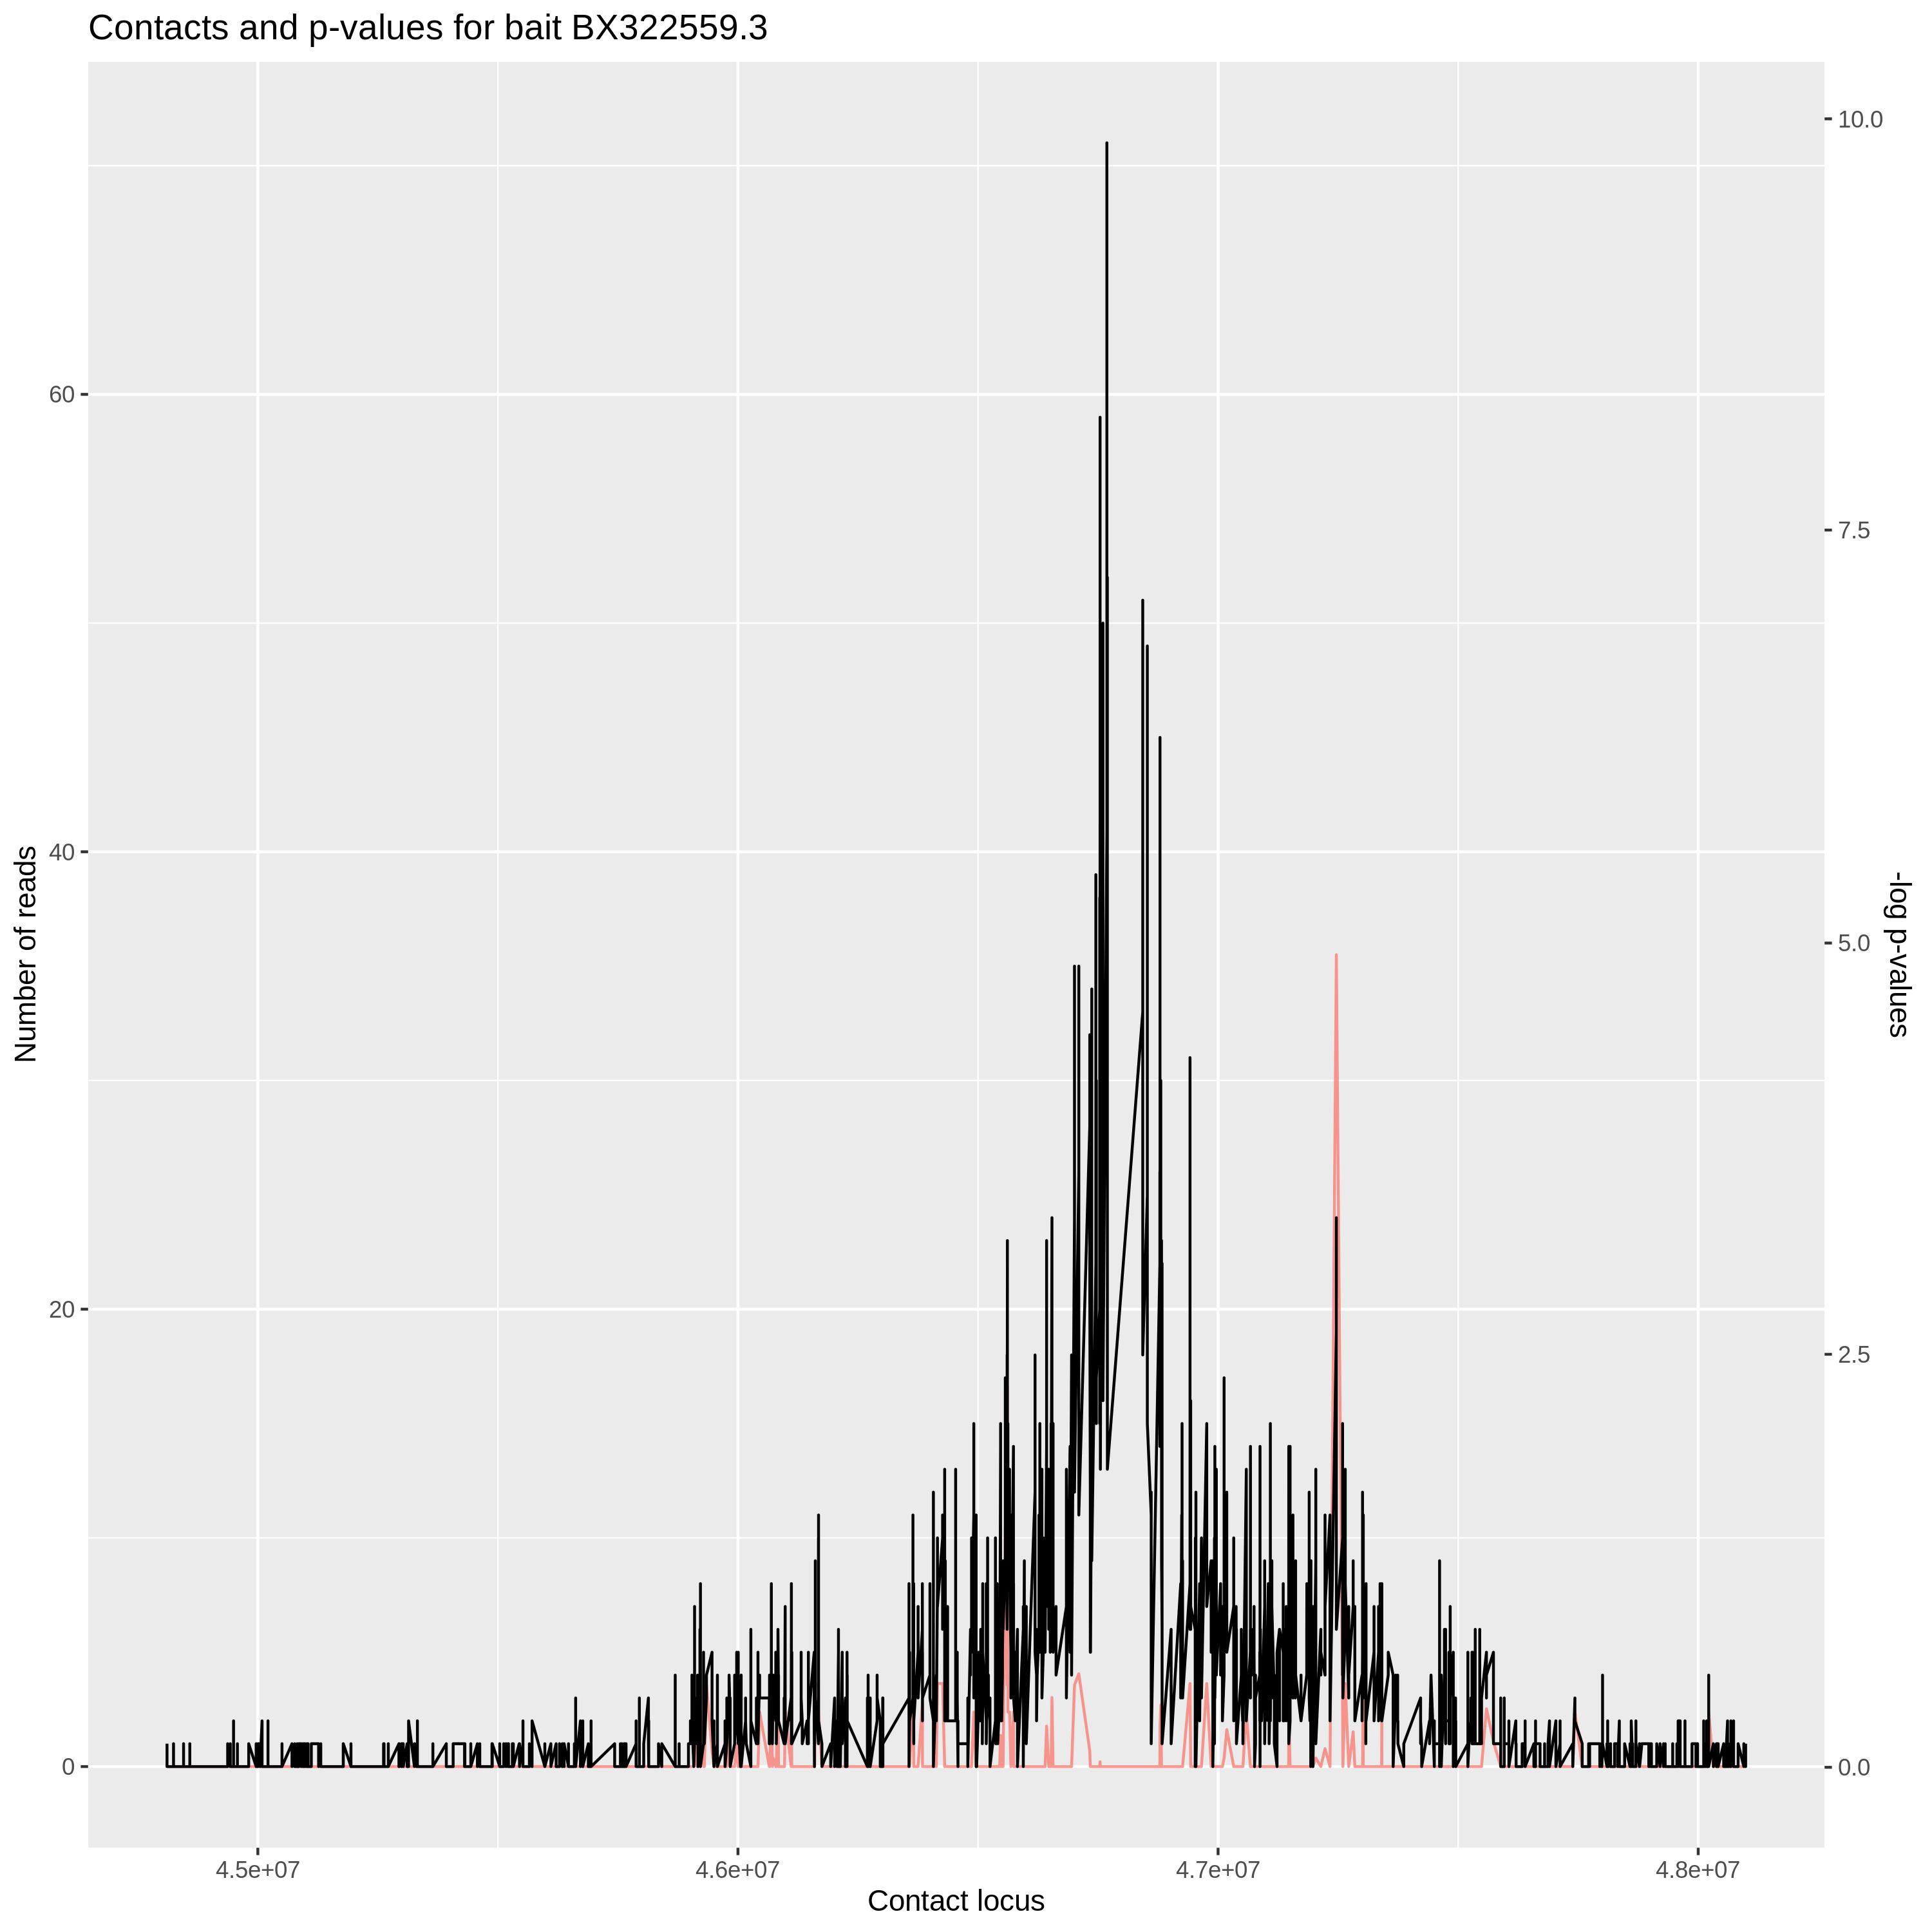 Contacts and p-values for bait BX322559.3
Number of reads
60
40
20
0
10.0
7.5
5.0
2.5
0.0
-log p-values
4.5e+07
4.6e+07
4.7e+07
4.8e+07
Contact locus